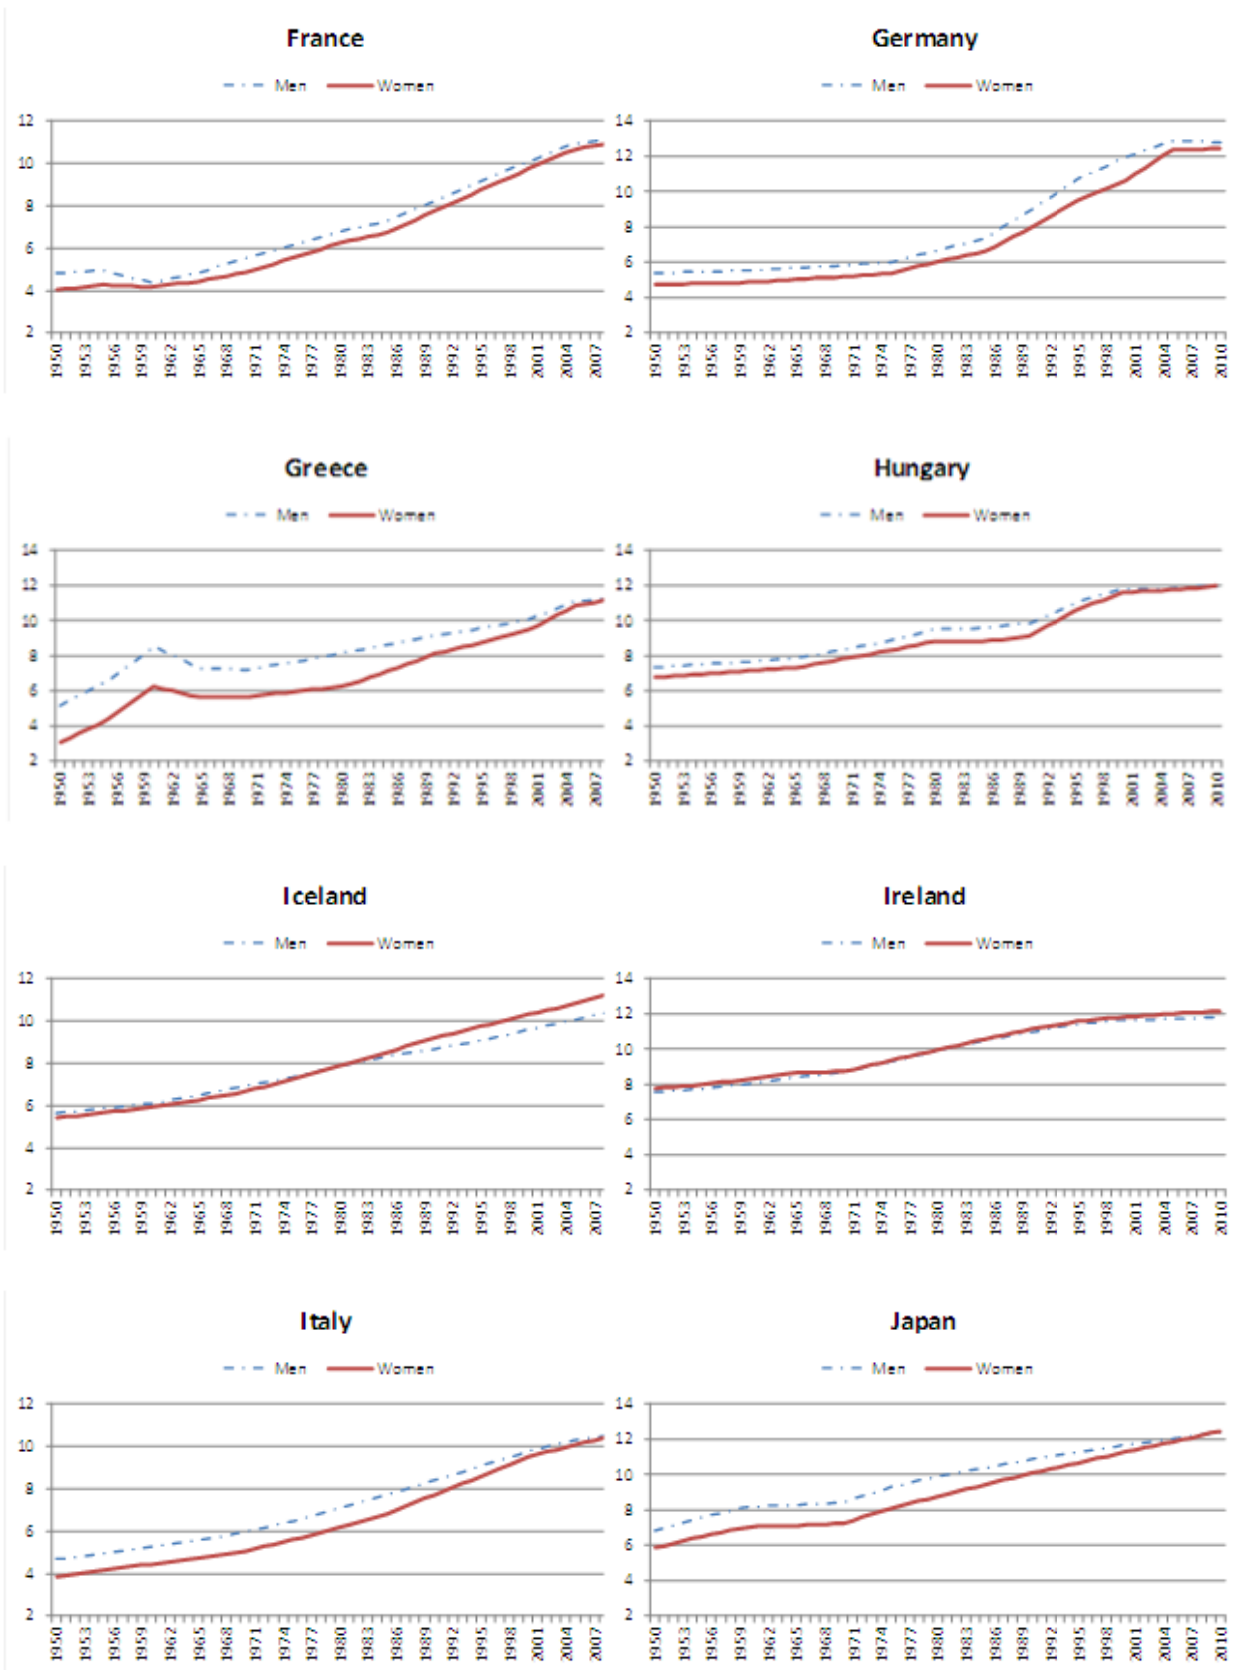 France Germany
Men Women Men Women
12 14
10 12
8 10
6 8
4 6
2 4
2
1950 1953 1956 1959 1962 1965 1968 1971 1974 1977 1980 1983 1986 1989 1992 1995 1998 2001 2004 2007
1950 1953 1956 1959 1962 1965 1968 1971 1974 1977 1980 1983 1986 1989 1992 1995 1998 2001 2004 2007 2010
Greece Hungary
Men Women Men Women
14 14
12 12
10 10
8 8
6 6
4 4
2 2
1950 1953 1956 1959 1962 1965 1968 1971 1974 1977 1980 1983 1986 1989 1992 1995 1998 2001 2004 2007
1950 1953 1956 1959 1962 1965 1968 1971 1974 1977 1980 1983 1986 1989 1992 1995 1998 2001 2004 2007 2010
Iceland Ireland
Men Women Men Women
12 14
10 12
8 10
6 8
4 6
2 4
2
1950 1953 1956 1959 1962 1965 1968 1971 1974 1977 1980 1983 1986 1989 1992 1995 1998 2001 2004 2007
1950 1953 1956 1959 1962 1965 1968 1971 1974 1977 1980 1983 1986 1989 1992 1995 1998 2001 2004 2007 2010
Italy Japan
Men Women Men Women
12 14
10 12
8 10
6 8
4 6
2 4
2
1950 1953 1956 1959 1962 1965 1968 1971 1974 1977 1980 1983 1986 1989 1992 1995 1998 2001 2004 2007
1950 1953 1956 1959 1962 1965 1968 1971 1974 1977 1980 1983 1986 1989 1992 1995 1998 2001 2004 2007 2010